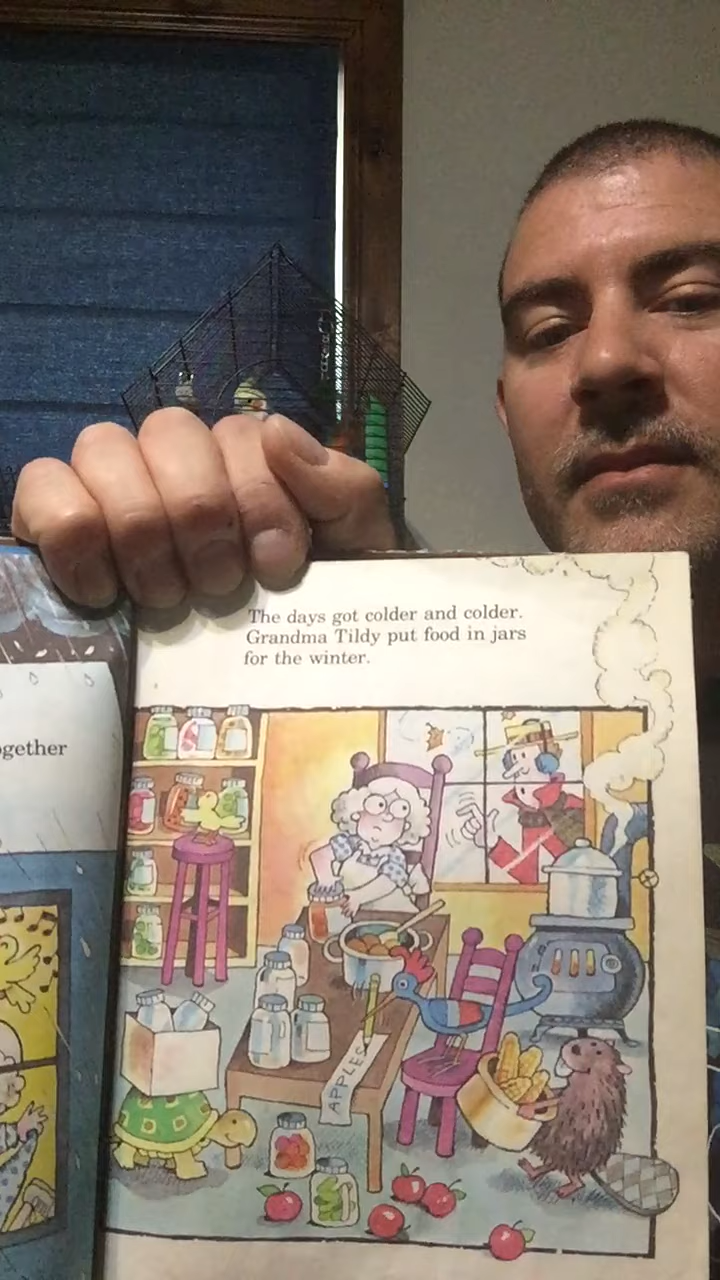 The days got colder and colder.
Grandma Tildy put food in jars
for the winter.
ogether
APPLES